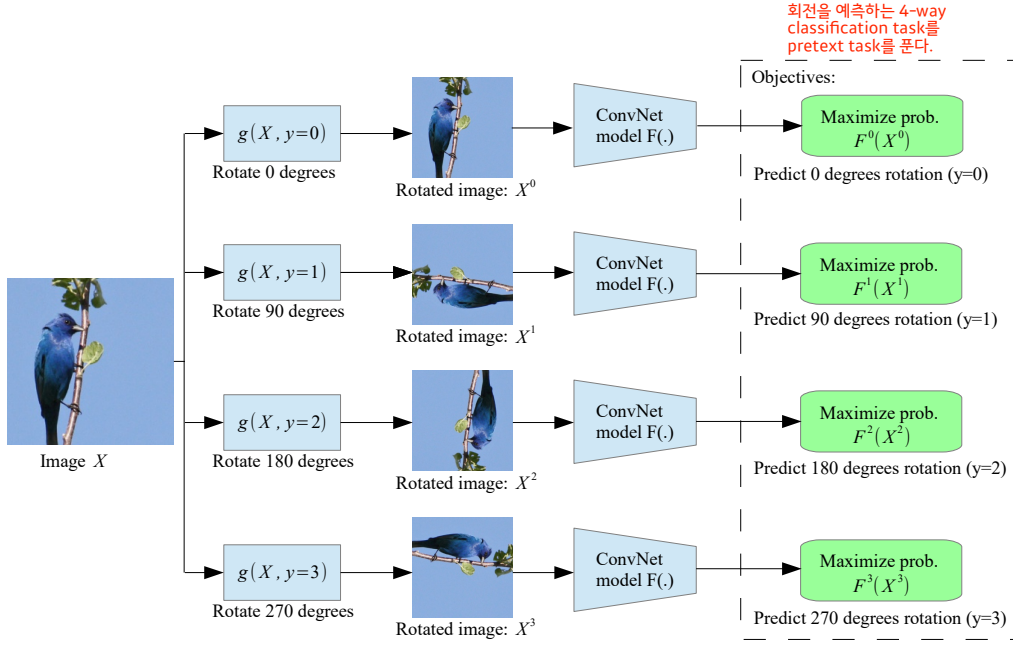 회전을 예측하는 4-way
classification task를
pretext task를 푼다.
Objectives:
g(X, y=0)
Rotate 0 degrees
Rotated image: X⁰
ConvNet
model F(.)
Maximize prob.
F⁰(X⁰)
Predict 0 degrees rotation (y=0)
g(X, y=1)
Rotate 90 degrees
Rotated image: X¹
ConvNet
model F(.)
Maximize prob.
F¹(X¹)
Predict 90 degrees rotation (y=1)
Image X
g(X, y=2)
Rotate 180 degrees
Rotated image: X²
ConvNet
model F(.)
Maximize prob.
F²(X²)
Predict 180 degrees rotation (y=2)
g(X, y=3)
Rotate 270 degrees
Rotated image: X³
ConvNet
model F(.)
Maximize prob.
F³(X³)
Predict 270 degrees rotation (y=3)